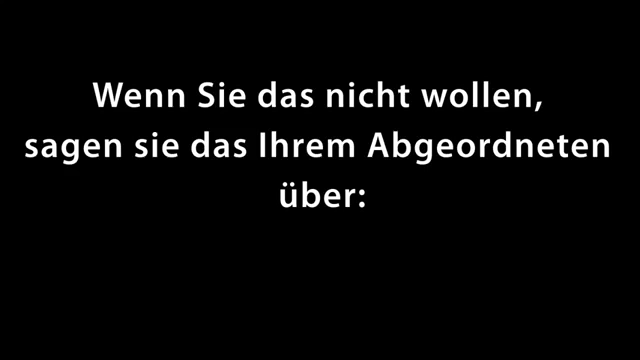 Wenn Sie das nicht wollen,
sagen sie das Ihrem Abgeordneten
über: